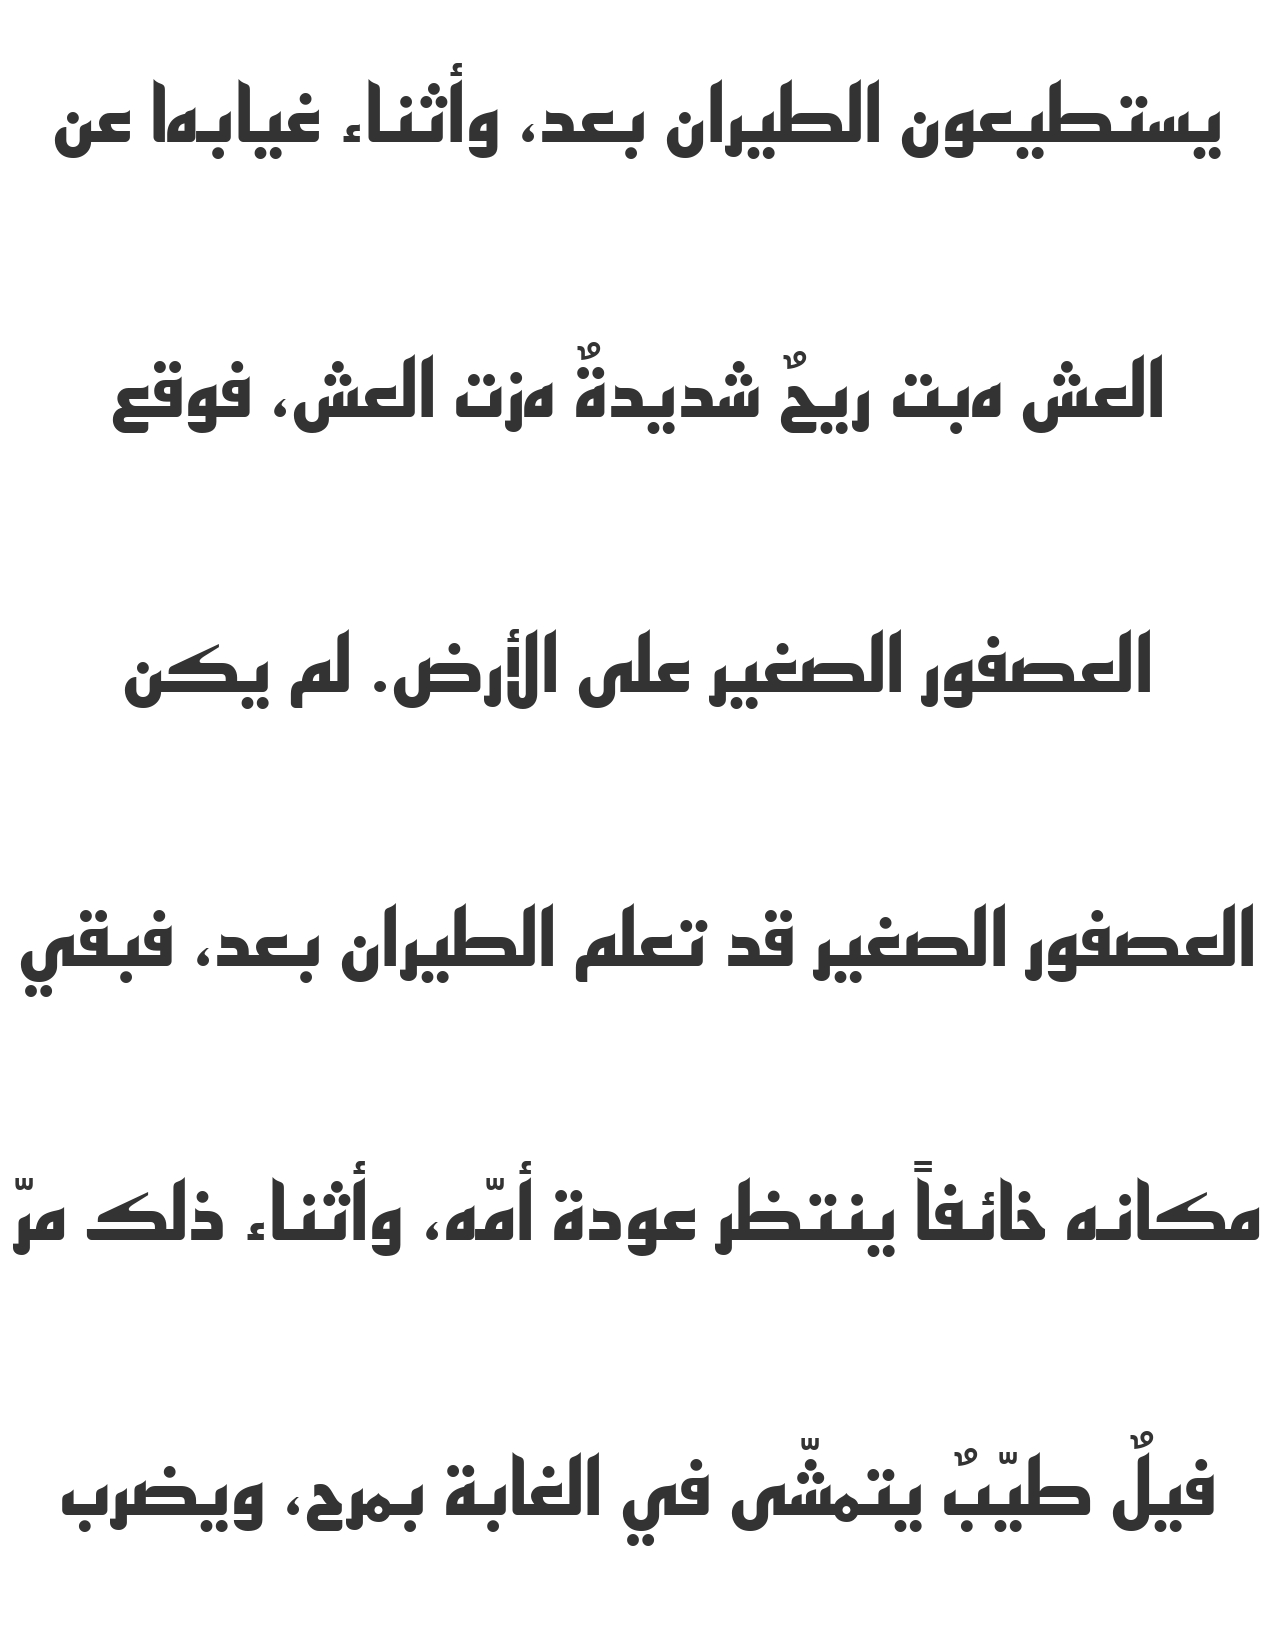 يستطيعون الطيران بعد، وأثناء غيابها عن
العش هبت ريحٌ شديدةٌ هزت العش، فوقع
العصفور الصغير على الأرض. لم يكن
العصفور الصغير قد تعلم الطيران بعد، فبقي
مكانه خائفاً ينتظر عودة أمّه، وأثناء ذلك مرّ
فيلٌ طيّبٌ يتمشّى في الغابة بمرح، ويضرب